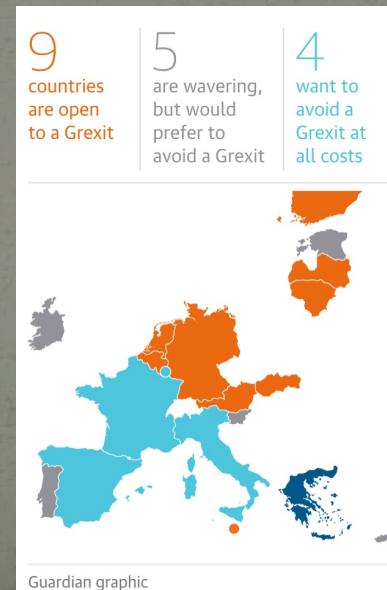 9
countries
are open
to a Grexit
5
are wavering,
but would
prefer to
avoid a Grexit
4
want to
avoid a
Grexit at
all costs
Guardian graphic